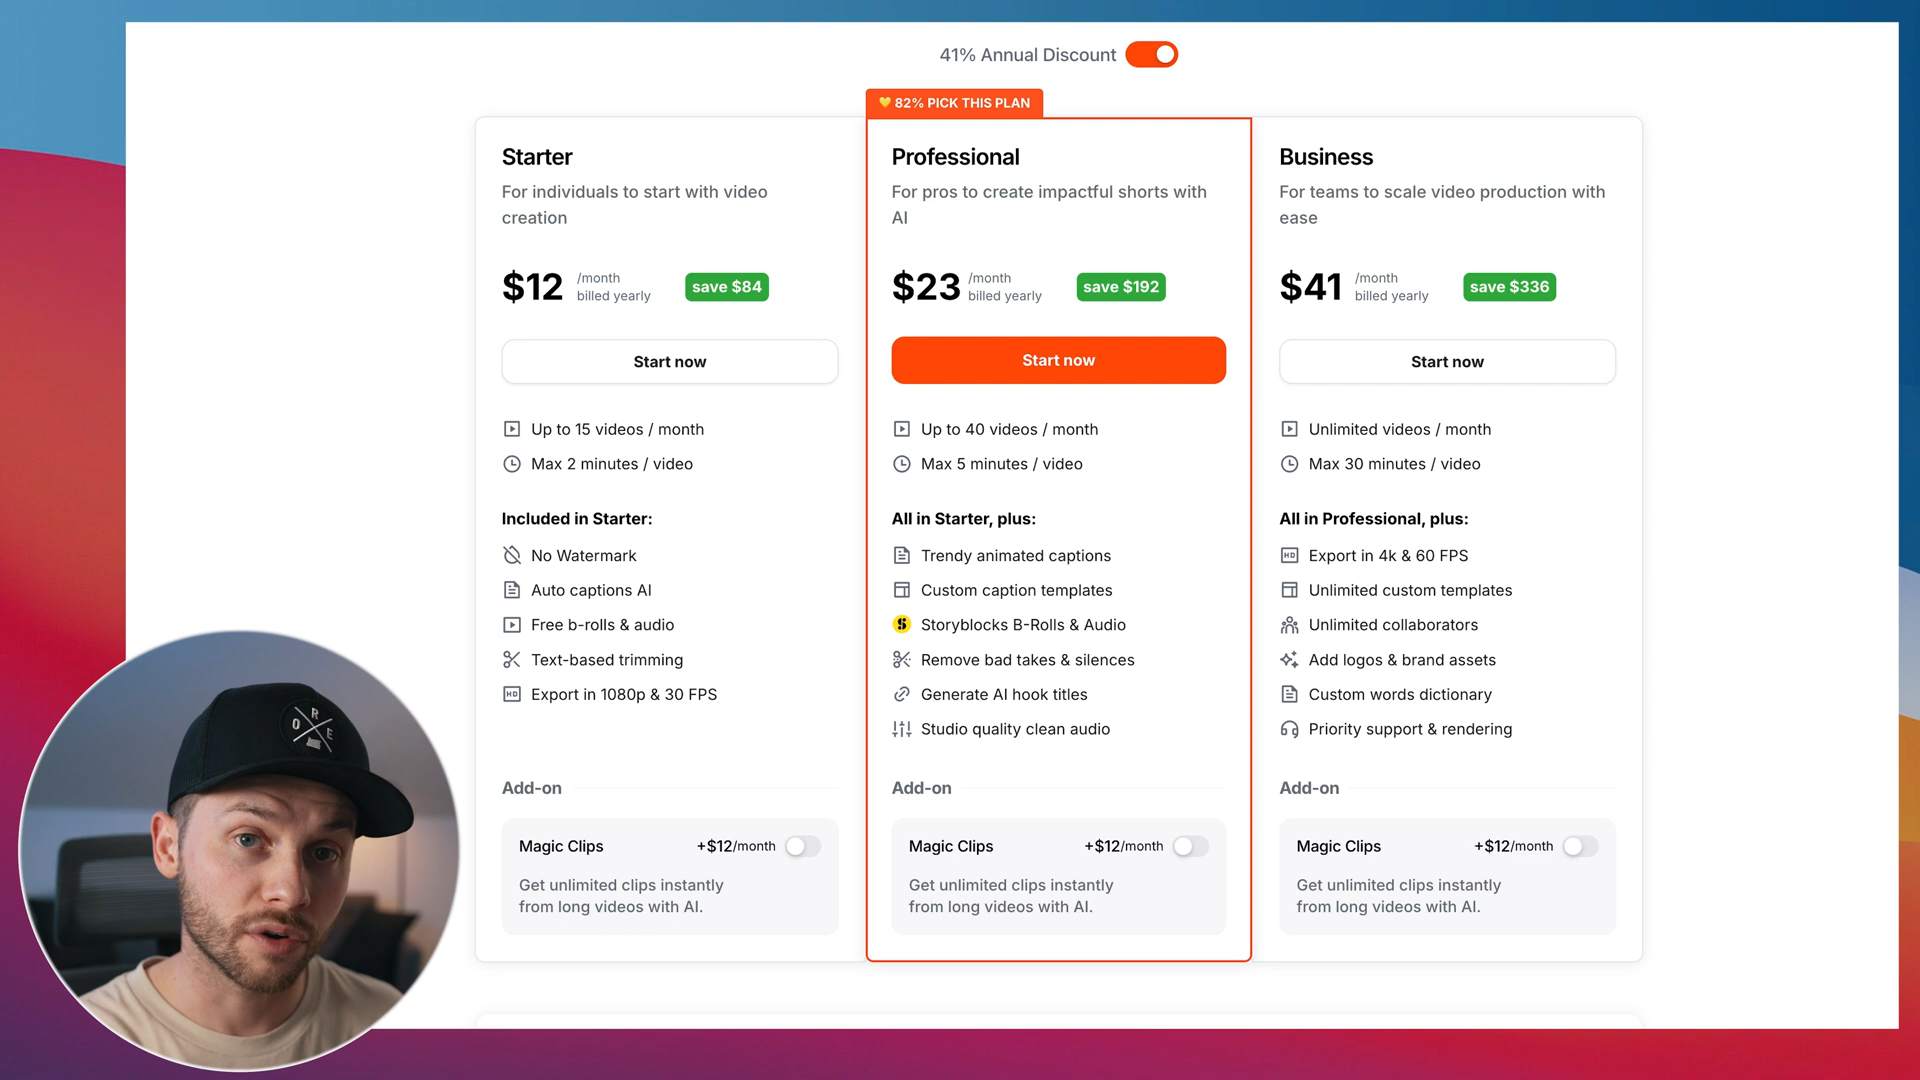 41% Annual Discount
82% PICK THIS PLAN
Starter
For individuals to start with video
creation
$12
/month
billed yearly
save $84
Start now
Up to 15 videos / month
Max 2 minutes / video
Included in Starter:
No Watermark
Auto captions AI
Free b-rolls & audio
Text-based trimming
HD
Export in 1080p & 30 FPS
Add-on
Magic Clips
+$12/month
Get unlimited clips instantly
from long videos with AI.
Professional
For pros to create impactful shorts with
AI
$23
/month
billed yearly
save $192
Start now
Up to 40 videos / month
Max 5 minutes / video
All in Starter, plus:
Trendy animated captions
Custom caption templates
Storyblocks B-Rolls & Audio
Remove bad takes & silences
Generate AI hook titles
Studio quality clean audio
Add-on
Magic Clips
+$12/month
Get unlimited clips instantly
from long videos with AI.
Business
For teams to scale video production with
ease
$41
/month
billed yearly
save $336
Start now
Unlimited videos / month
Max 30 minutes / video
All in Professional, plus:
HD
Export in 4k & 60 FPS
Unlimited custom templates
Unlimited collaborators
Add logos & brand assets
Custom words dictionary
Priority support & rendering
Add-on
Magic Clips
+$12/month
Get unlimited clips instantly
from long videos with AI.
O R E